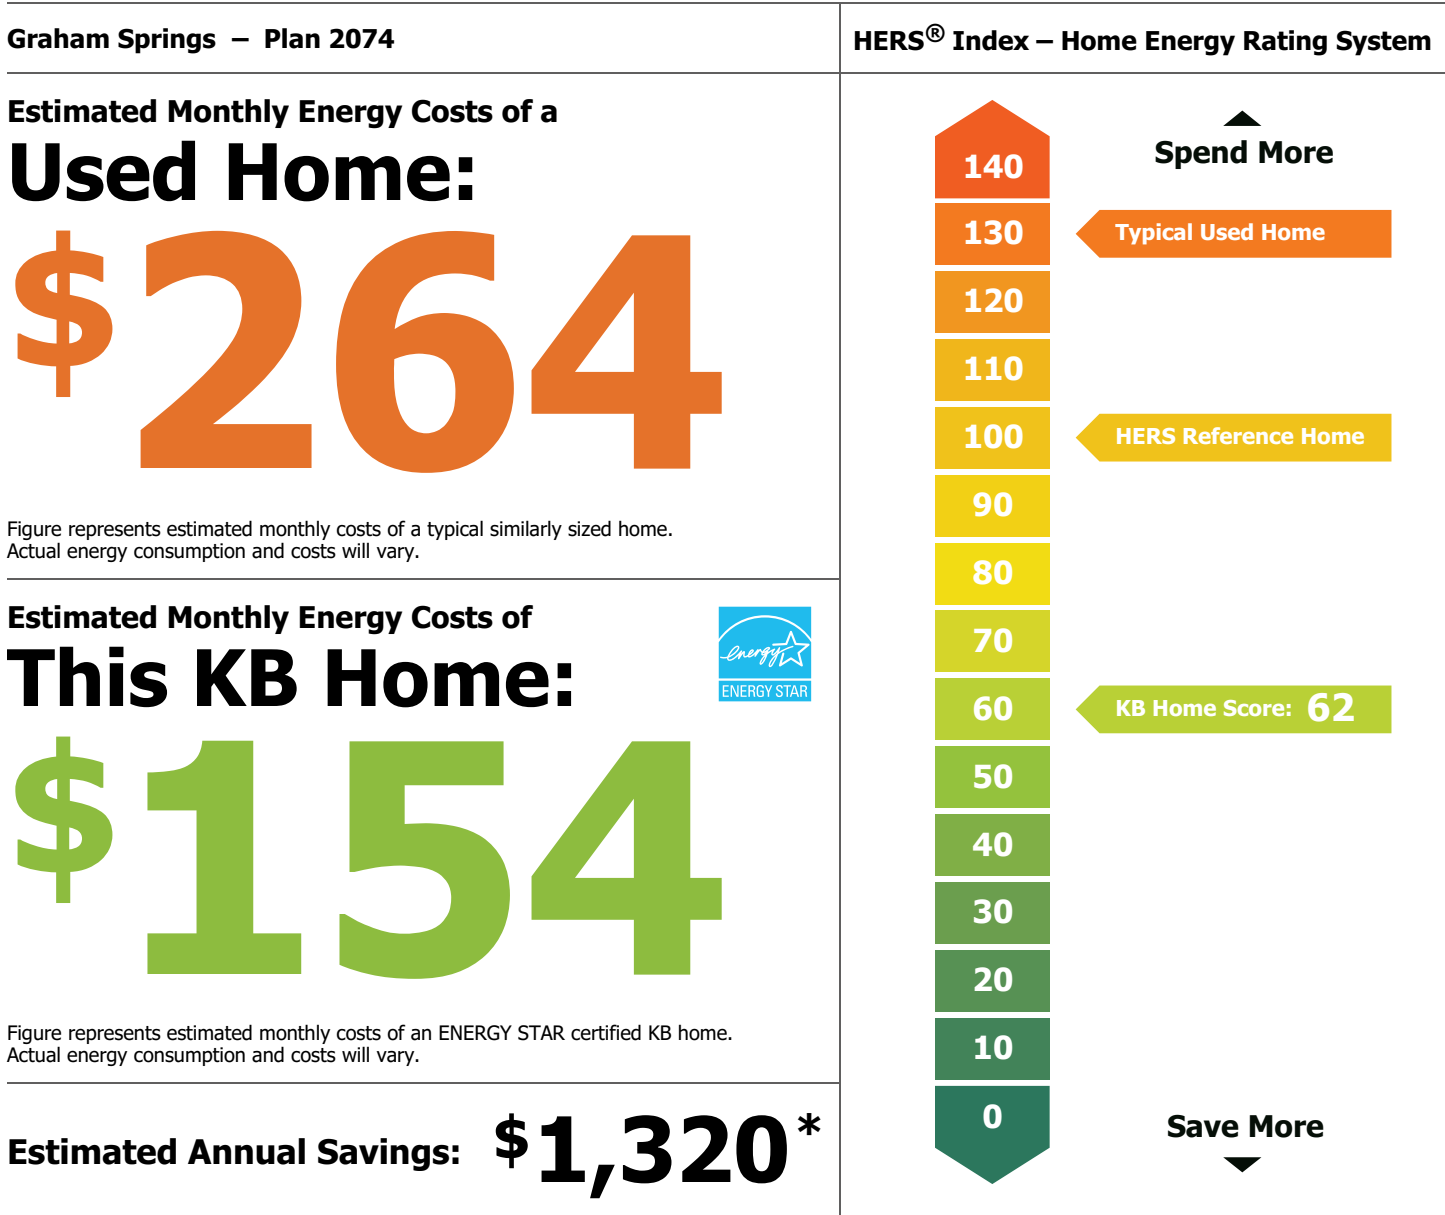 Graham Springs – Plan 2074
Estimated Monthly Energy Costs of a
Used Home:
$264
Figure represents estimated monthly costs of a typical similarly sized home.
Actual energy consumption and costs will vary.
Estimated Monthly Energy Costs of
This KB Home:
energy
ENERGY STAR
$154
Figure represents estimated monthly costs of an ENERGY STAR certified KB home.
Actual energy consumption and costs will vary.
Estimated Annual Savings: $1,320*
HERS® Index – Home Energy Rating System
Spend More
140
130 Typical Used Home
120
110
100 HERS Reference Home
90
80
70
60 KB Home Score: 62
50
40
30
20
10
0
Save More